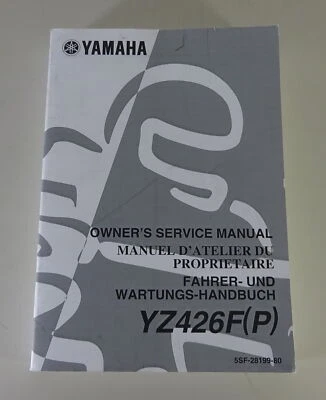 YAMAHA
OWNER'S SERVICE MANUAL
MANUEL D'ATELIER DU
PROPRIETAIRE
FAHRER- UND
WARTUNGS-HANDBUCH
YZ426F(P)
5SF-28199-80